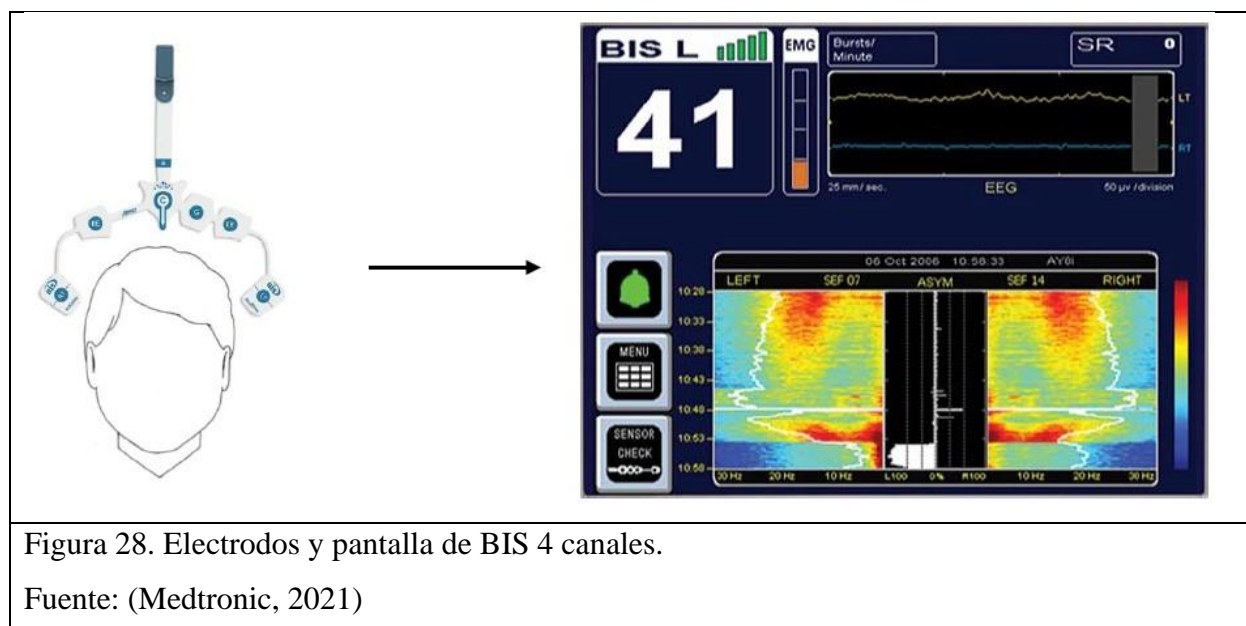 BIS L
EMG
Bursts/
Minute
SR 0
41
LT
RT
25 mm/sec. EEG 50 µv/division
06 Oct 2006 10:58:33
LEFT SEF 07 ASYM SEF 14 RIGHT
10:28
10:33
10:38
MENU
10:43
10:48
SENSOR
CHECK
10:53
10:58
30 Hz 20 Hz 10 Hz L100 0% R100 10 Hz 20 Hz 30 Hz
Figura 28. Electrodos y pantalla de BIS 4 canales.
Fuente: (Medtronic, 2021)